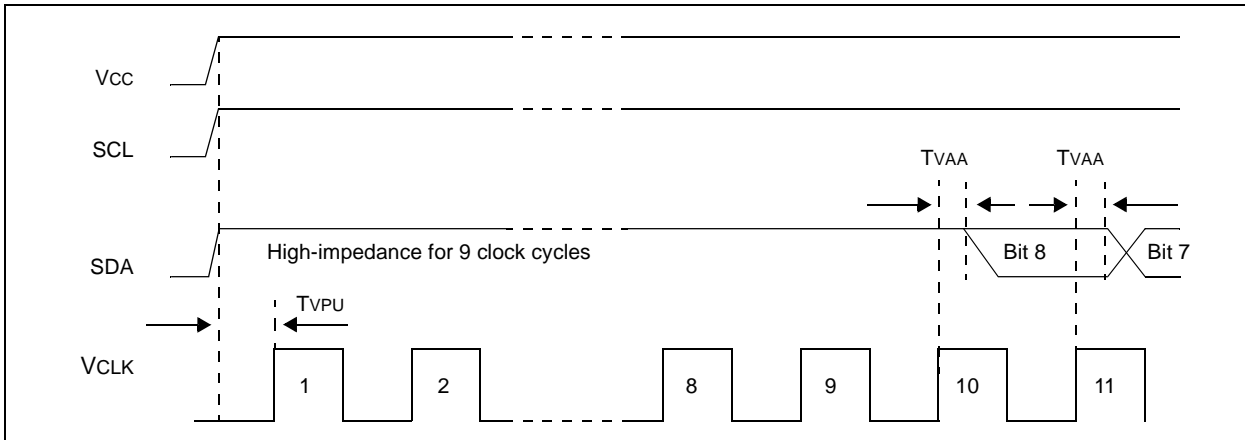 VCC
SCL
TVAA TVAA
SDA High-impedance for 9 clock cycles Bit 8 Bit 7
TVPU
VCLK 1 2 8 9 10 11